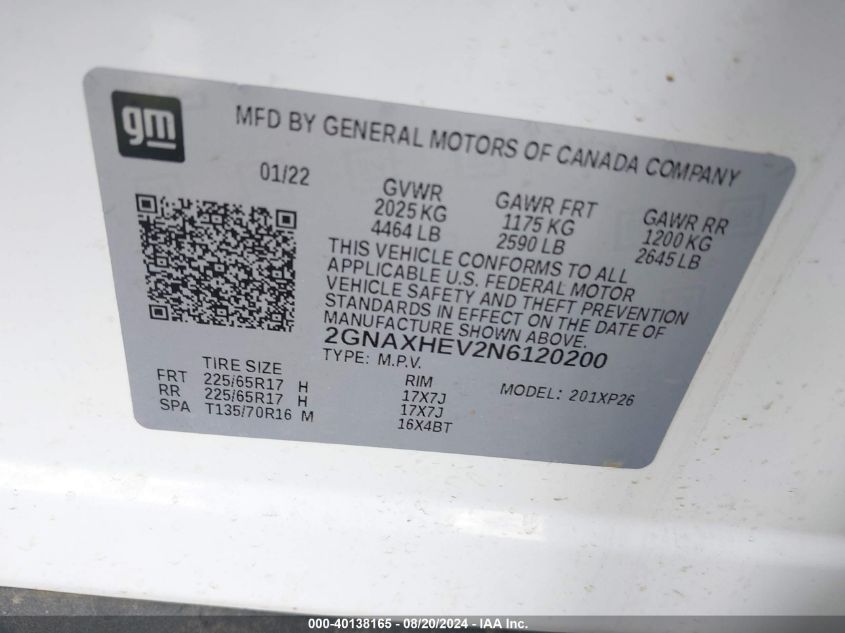 gm
MFD BY GENERAL MOTORS OF CANADA COMPANY
01/22
GVWR
2025 KG
4464 LB
GAWR FRT
1175 KG
2590 LB
GAWR RR
1200 KG
2645 LB
THIS VEHICLE CONFORMS TO ALL
APPLICABLE U.S. FEDERAL MOTOR
VEHICLE SAFETY AND THEFT PREVENTION
STANDARDS IN EFFECT ON THE DATE OF
MANUFACTURE SHOWN ABOVE.
2GNAXHEV2N6120200
TYPE: M.P.V.
MODEL: 201XP26
TIRE SIZE RIM
FRT 225/65R17 H 17X7J
RR 225/65R17 H 17X7J
SPA T135/70R16 M 16X4BT
000-40138165 - 08/20/2024 - IAA Inc.